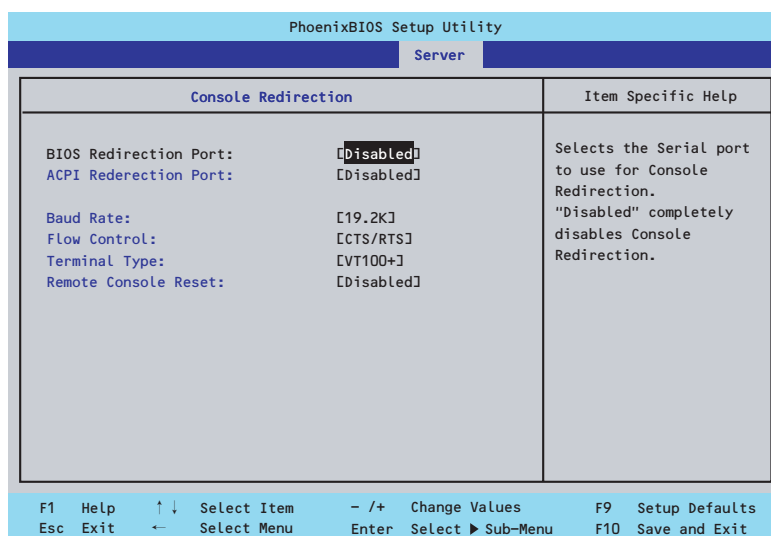 PhoenixBIOS Setup Utility
Server
Console Redirection
Item Specific Help
BIOS Redirection Port: [Disabled]
ACPI Rederection Port: [Disabled]
Baud Rate: [19.2K]
Flow Control: [CTS/RTS]
Terminal Type: [VT100+]
Remote Console Reset: [Disabled]
Selects the Serial port
to use for Console
Redirection.
"Disabled" completely
disables Console
Redirection.
F1 Help ↑↓ Select Item − /+ Change Values F9 Setup Defaults
Esc Exit ← Select Menu Enter Select ▶ Sub-Menu F10 Save and Exit